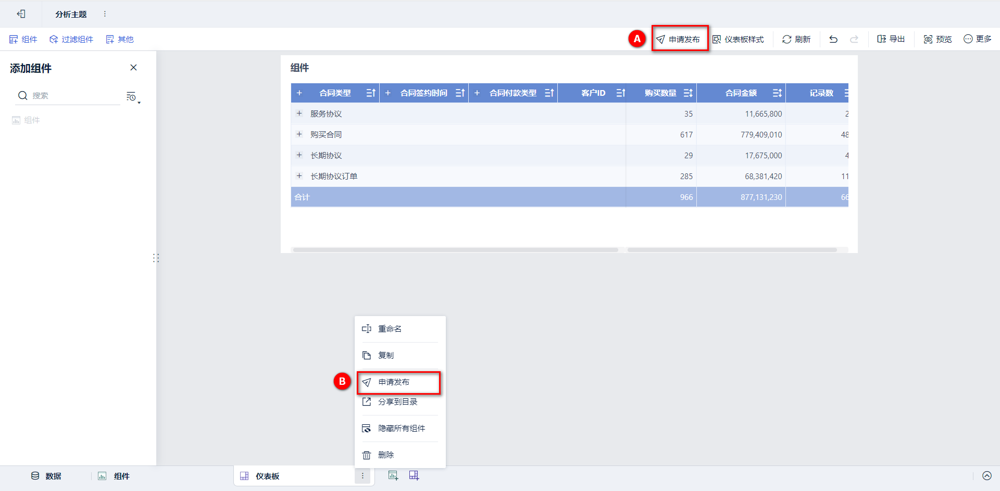 分析主题
组件 过滤组件 其他 A 申请发布 仪表板样式 刷新 导出 预览 更多
添加组件
搜索
组件
组件
合同类型 合同签约时间 合同付款类型 客户ID 购买数量 合同金额 记录数
服务协议 35 11,665,800 2
购买合同 617 779,409,010 48
长期协议 29 17,675,000 4
长期协议订单 285 68,381,420 11
合计 966 877,131,230 66
重命名
复制
B 申请发布
分享到目录
隐藏所有组件
删除
数据 组件 仪表板